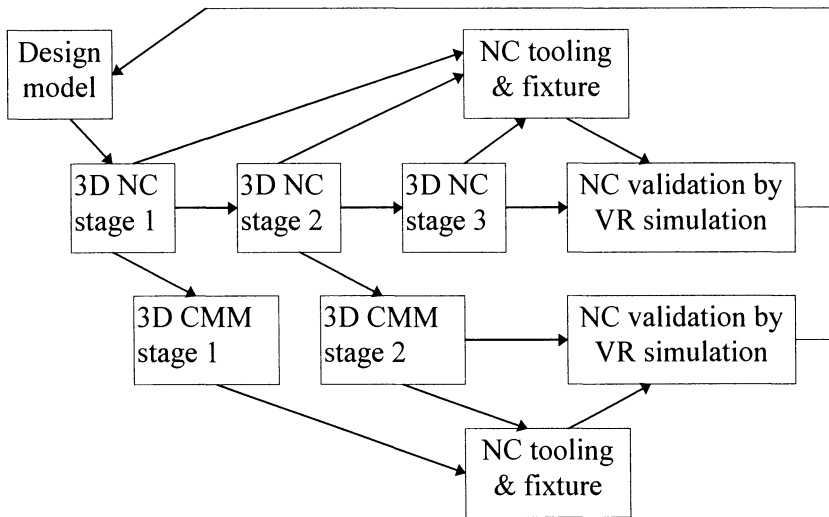 Design
model
NC tooling
& fixture
3D NC
stage 1
3D NC
stage 2
3D NC
stage 3
NC validation by
VR simulation
3D CMM
stage 1
3D CMM
stage 2
NC validation by
VR simulation
NC tooling
& fixture